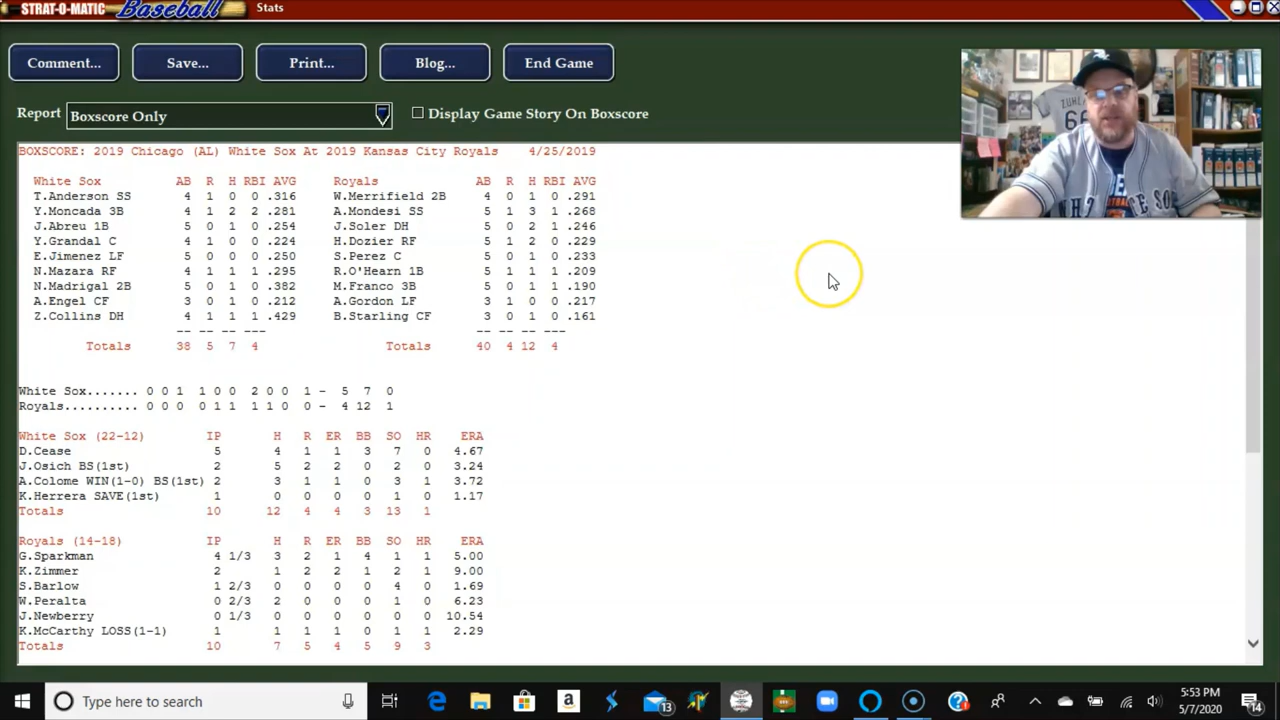 STRAT-O-MATIC Baseball Stats
Comment... Save... Print... Blog... End Game
Report Boxscore Only Display Game Story On Boxscore
BOXSCORE: 2019 Chicago (AL) White Sox At 2019 Kansas City Royals 4/25/2019
White Sox AB R H RBI AVG Royals AB R H RBI AVG
T.Anderson SS 4 1 0 0 .316 W.Merrifield 2B 4 0 1 0 .291
Y.Moncada 3B 4 1 2 2 .281 A.Mondesi SS 5 1 3 1 .268
J.Abreu 1B 5 0 1 0 .254 J.Soler DH 5 0 2 1 .246
Y.Grandal C 4 1 0 0 .224 H.Dozier RF 5 1 2 0 .229
E.Jimenez LF 5 0 0 0 .250 S.Perez C 5 0 1 0 .233
N.Mazara RF 4 1 1 1 .295 R.O'Hearn 1B 5 1 1 1 .209
N.Madrigal 2B 5 0 1 0 .382 M.Franco 3B 5 0 1 1 .190
A.Engel CF 3 0 1 0 .212 A.Gordon LF 3 1 0 0 .217
Z.Collins DH 4 1 1 1 .429 B.Starling CF 3 0 1 0 .161
-- -- -- --- -- -- -- ---
Totals 38 5 7 4 Totals 40 4 12 4
White Sox....... 0 0 1 1 0 0 2 0 0 1 - 5 7 0
Royals.......... 0 0 0 0 1 1 1 1 0 0 - 4 12 1
White Sox (22-12) IP H R ER BB SO HR ERA
D.Cease 5 4 1 1 3 7 0 4.67
J.Osich BS(1st) 2 5 2 2 0 2 0 3.24
A.Colome WIN(1-0) BS(1st) 2 3 1 1 0 3 1 3.72
K.Herrera SAVE(1st) 1 0 0 0 0 1 0 1.17
Totals 10 12 4 4 3 13 1
Royals (14-18) IP H R ER BB SO HR ERA
G.Sparkman 4 1/3 3 2 1 4 1 1 5.00
K.Zimmer 2 1 2 2 1 2 1 9.00
S.Barlow 1 2/3 0 0 0 0 4 0 1.69
W.Peralta 0 2/3 2 0 0 0 1 0 6.23
J.Newberry 0 1/3 0 0 0 0 0 0 10.54
K.McCarthy LOSS(1-1) 1 1 1 1 0 1 1 2.29
Totals 10 7 5 4 5 9 3
Type here to search
13
5:53 PM
5/7/2020
14